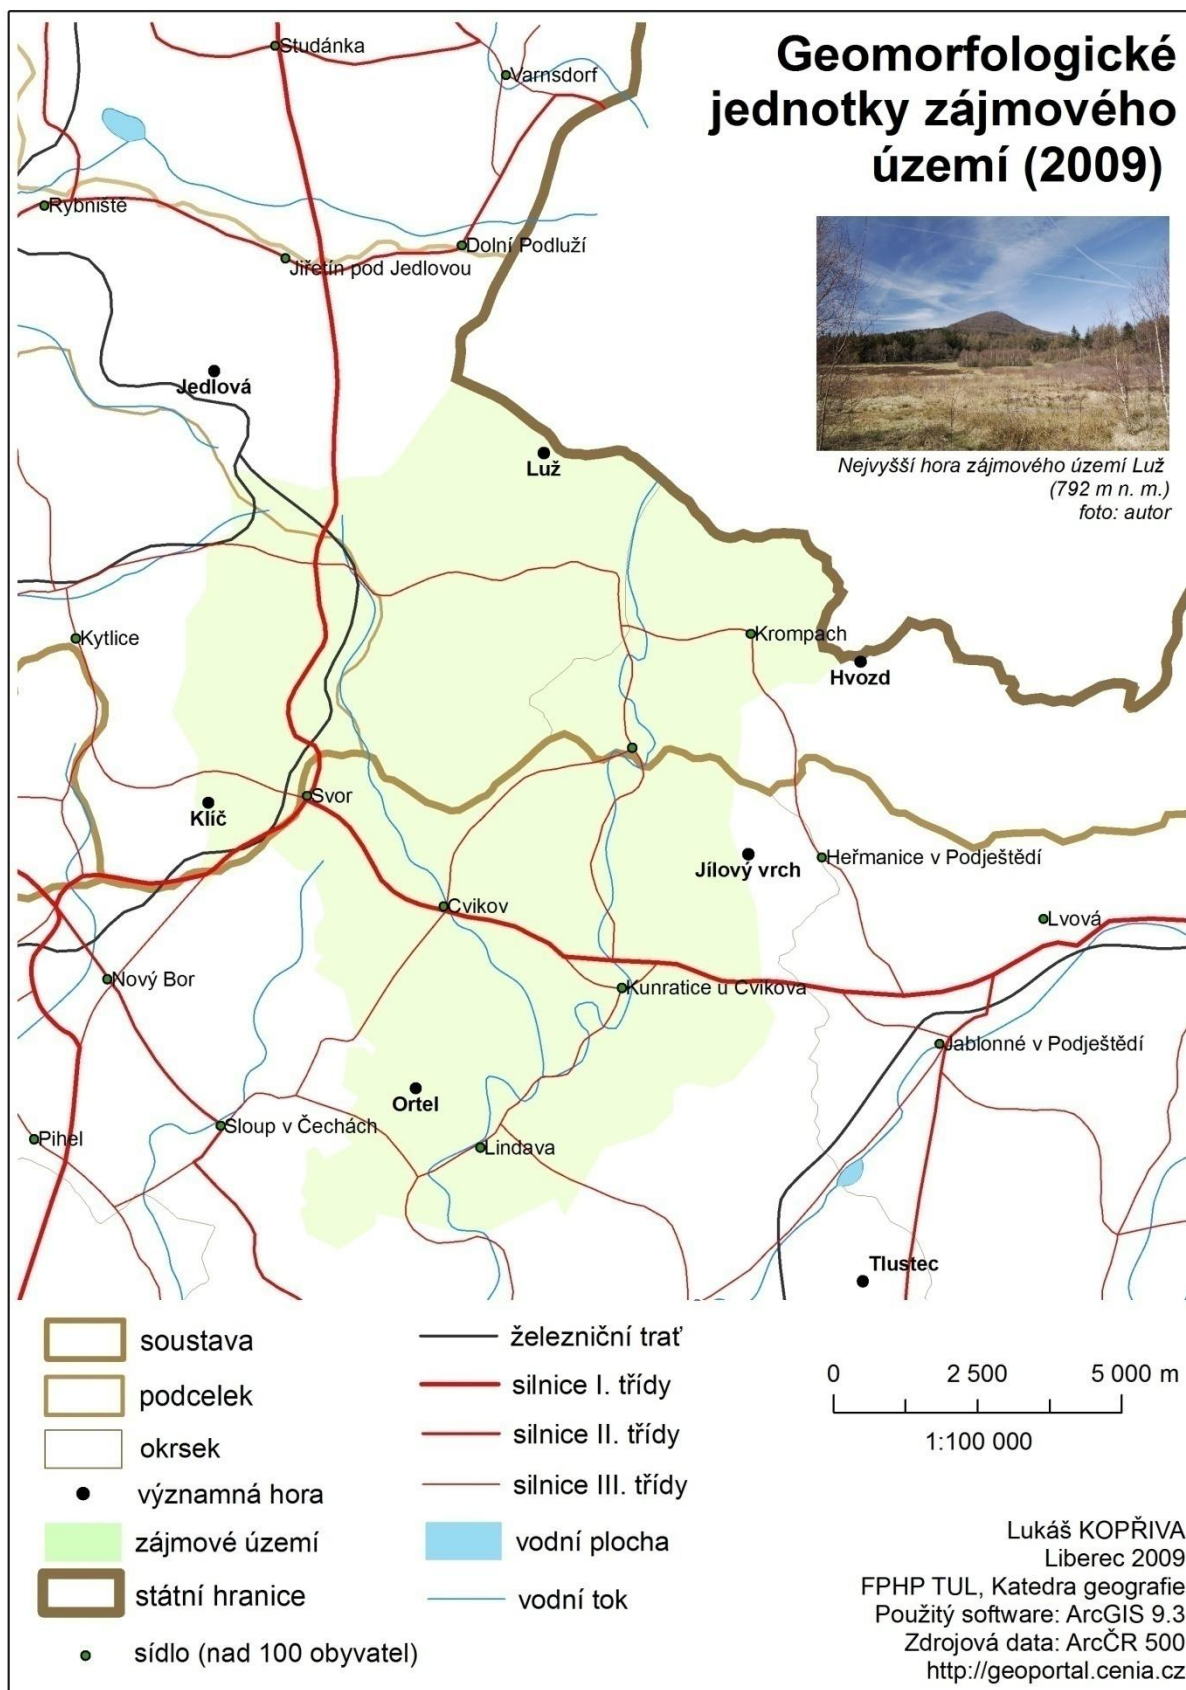 Geomorfologické
jednotky zájmového
území (2009)
Nejvyšší hora zájmového území Luž
(792 m n. m.)
foto: autor
Studánka
Varnsdorf
Rybniště
Dolní Podluží
Jiřetín pod Jedlovou
Jedlová
Luž
Kytlice
Krompach
Hvozd
Svor
Klíč
Heřmanice v Podještědí
Jílový vrch
Cvikov
Lvová
Nový Bor
Kunratice u Cvikova
Jablonné v Podještědí
Ortel
Sloup v Čechách
Pihel
Lindava
Tlustec
soustava
podcelek
okrsek
významná hora
zájmové území
státní hranice
sídlo (nad 100 obyvatel)
železniční trať
silnice I. třídy
silnice II. třídy
silnice III. třídy
vodní plocha
vodní tok
0 2 500 5 000 m
1:100 000
Lukáš KOPŘIVA
Liberec 2009
FPHP TUL, Katedra geografie
Použitý software: ArcGIS 9.3
Zdrojová data: ArcČR 500
http://geoportal.cenia.cz